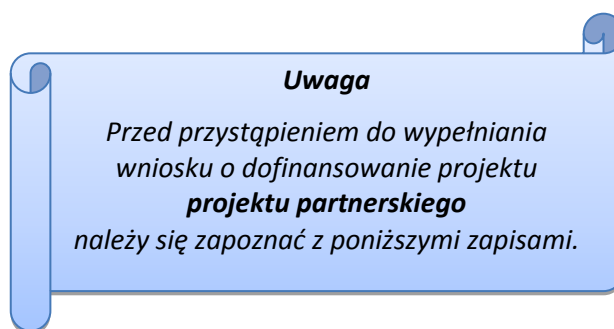 Uwaga
Przed przystąpieniem do wypełniania
wniosku o dofinansowanie projektu
projektu partnerskiego
należy się zapoznać z poniższymi zapisami.